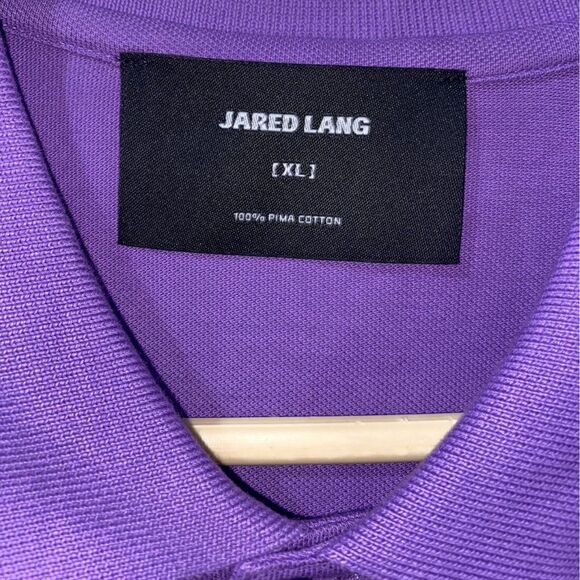 JARED LANG
[XL]
100% PIMA COTTON